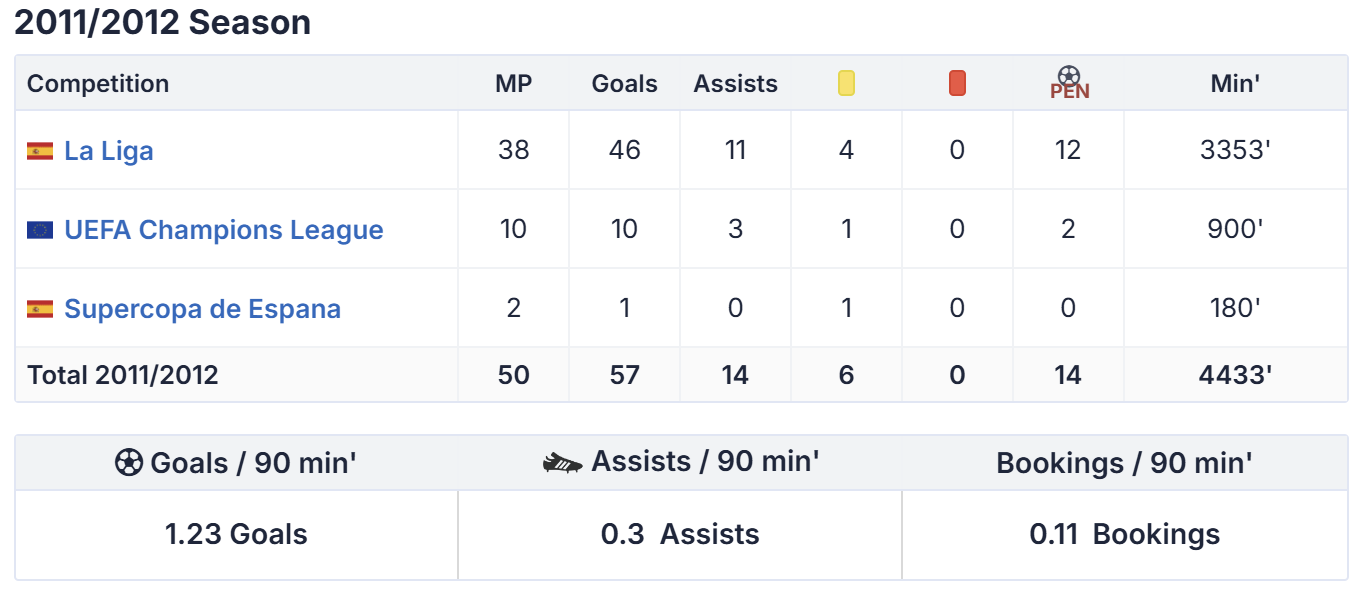 2011/2012 Season
Competition MP Goals Assists PEN Min'
La Liga 38 46 11 4 0 12 3353'
UEFA Champions League 10 10 3 1 0 2 900'
Supercopa de Espana 2 1 0 1 0 0 180'
Total 2011/2012 50 57 14 6 0 14 4433'
Goals / 90 min' Assists / 90 min' Bookings / 90 min'
1.23 Goals 0.3 Assists 0.11 Bookings